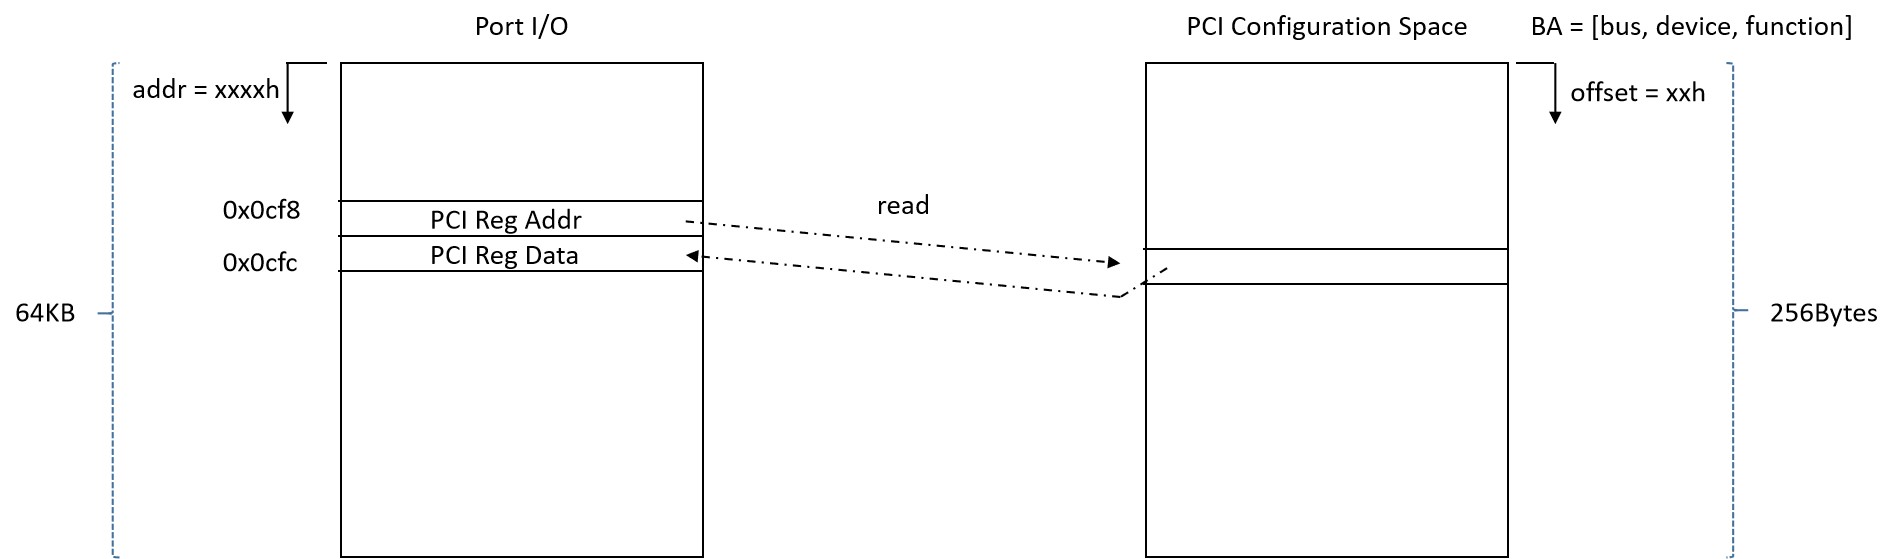 Port I/O
PCI Configuration Space
BA = [bus, device, function]
addr = xxxxh
offset = xxh
0x0cf8
PCI Reg Addr
read
0x0cfc
PCI Reg Data
64KB
256Bytes